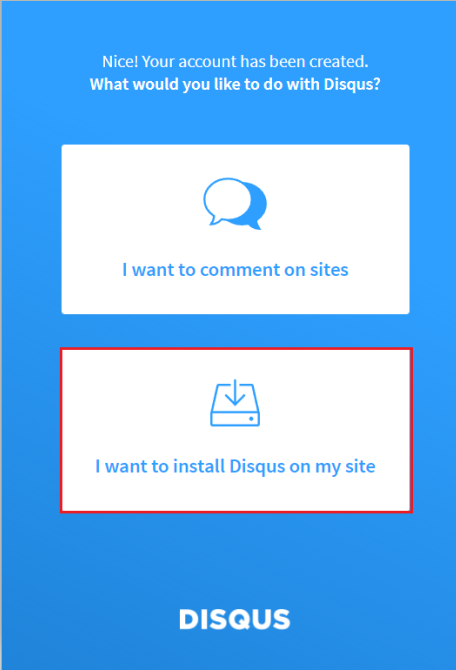 Nice! Your account has been created.
What would you like to do with Disqus?
I want to comment on sites
I want to install Disqus on my site
DISQUS